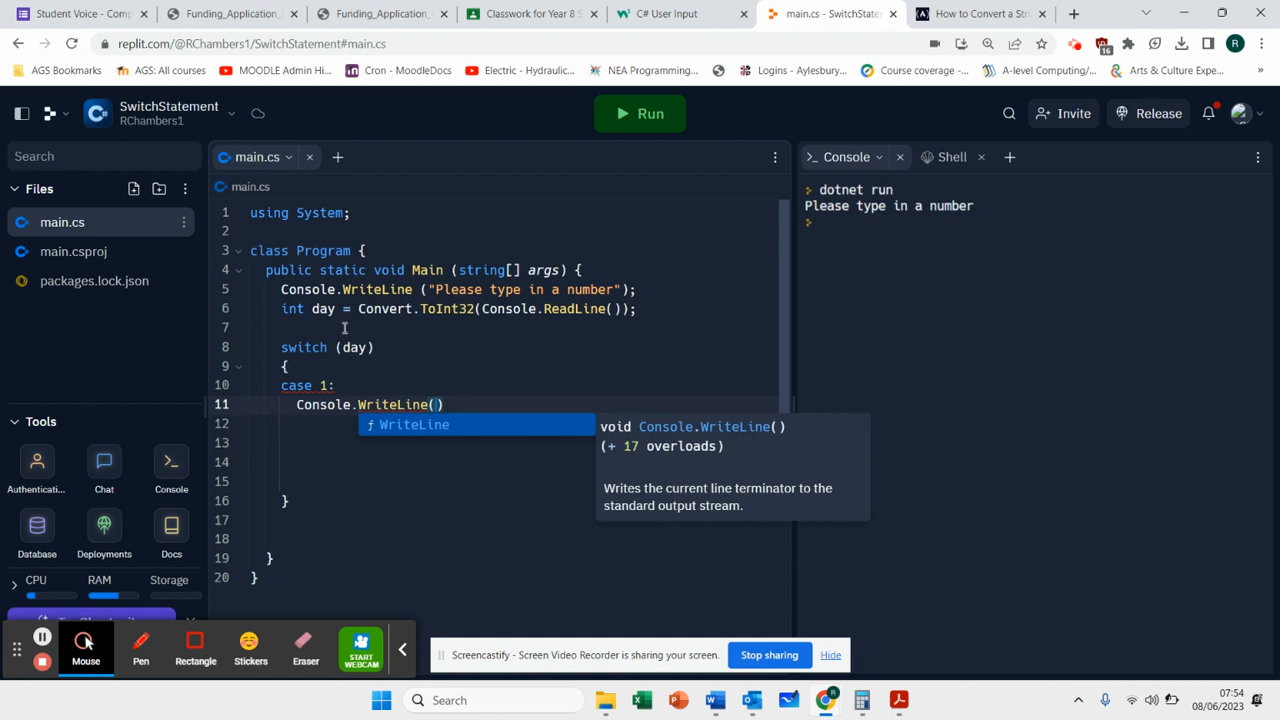 Student Voice - Comp
Funding_Application_
Funding_Application_
Classwork for Year 8 S
C# User Input
main.cs - SwitchStatement
How to Convert a Stri
replit.com/@RChambers1/SwitchStatement#main.cs
16
R
AGS Bookmarks
AGS: All courses
MOODLE Admin Hi...
Cron - MoodleDocs
Electric - Hydraulic...
NEA Programming...
Logins - Aylesbury...
Course coverage -...
A-level Computing/...
Arts & Culture Expe...
SwitchStatement
RChambers1
Run
Invite
Release
Search
main.cs
Console
Shell
Files
main.cs
main.cs
main.csproj
packages.lock.json
dotnet run
Please type in a number
1 using System;
2
3 class Program {
4 public static void Main (string[] args) {
5 Console.WriteLine ("Please type in a number");
6 int day = Convert.ToInt32(Console.ReadLine());
7
8 switch (day)
9 {
10 case 1:
11 Console.WriteLine()
12
13
14
15
16 }
17
18
19 }
20 }
WriteLine
void Console.WriteLine()
(+ 17 overloads)
Writes the current line terminator to the
standard output stream.
Tools
Authenticati...
Chat
Console
Database
Deployments
Docs
CPU
RAM
Storage
Mouse
Pen
Rectangle
Stickers
Eraser
START
WEBCAM
Screencastify - Screen Video Recorder is sharing your screen.
Stop sharing
Hide
Search
07:54
08/06/2023